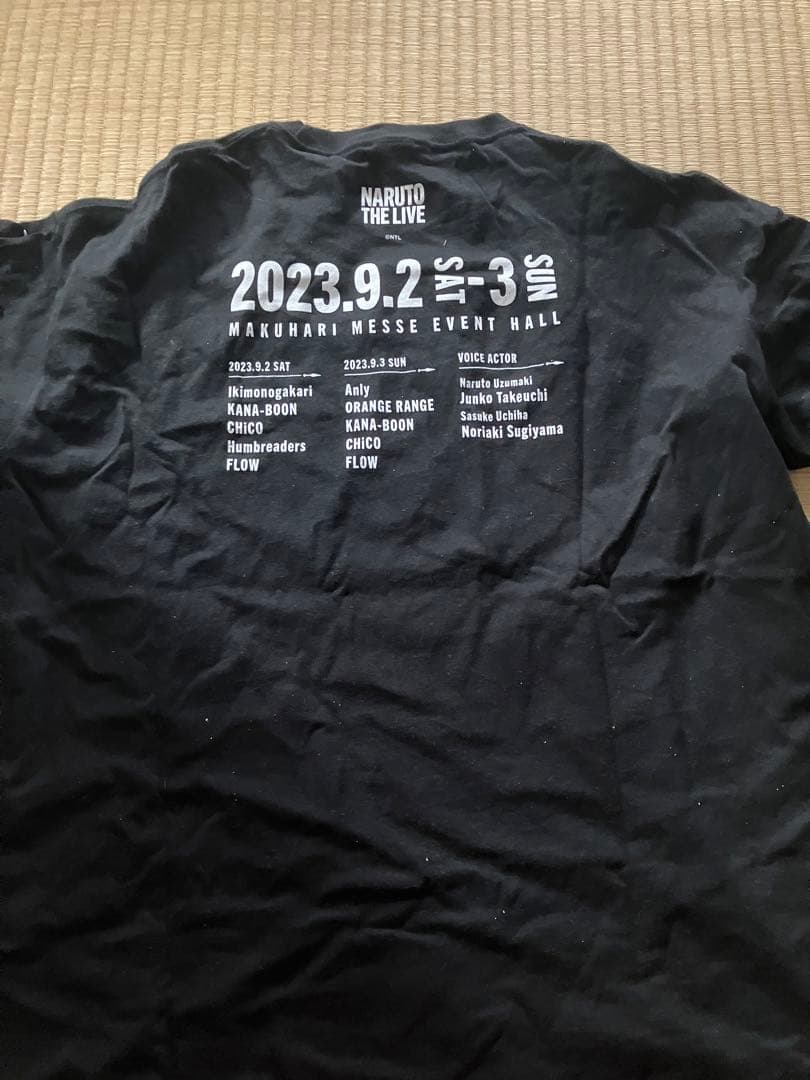 NARUTO
THE LIVE
©NTL
2023.9.2 SAT-3 SUN
MAKUHARI MESSE EVENT HALL
2023.9.2 SAT
Ikimonogakari
KANA-BOON
CHiCO
Humbreaders
FLOW
2023.9.3 SUN
Anly
ORANGE RANGE
KANA-BOON
CHiCO
FLOW
VOICE ACTOR
Naruto Uzumaki
Junko Takeuchi
Sasuke Uchiha
Noriaki Sugiyama